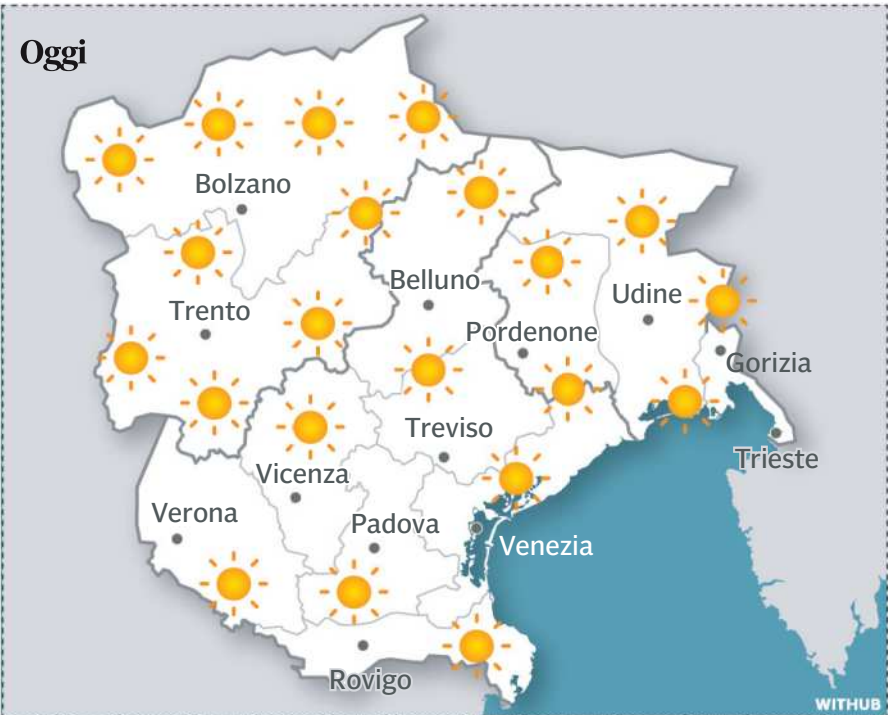 Oggi
Bolzano
Belluno
Trento
Udine
Pordenone
Gorizia
Treviso
Trieste
Vicenza
Verona
Padova
Venezia
Rovigo
WITHUB